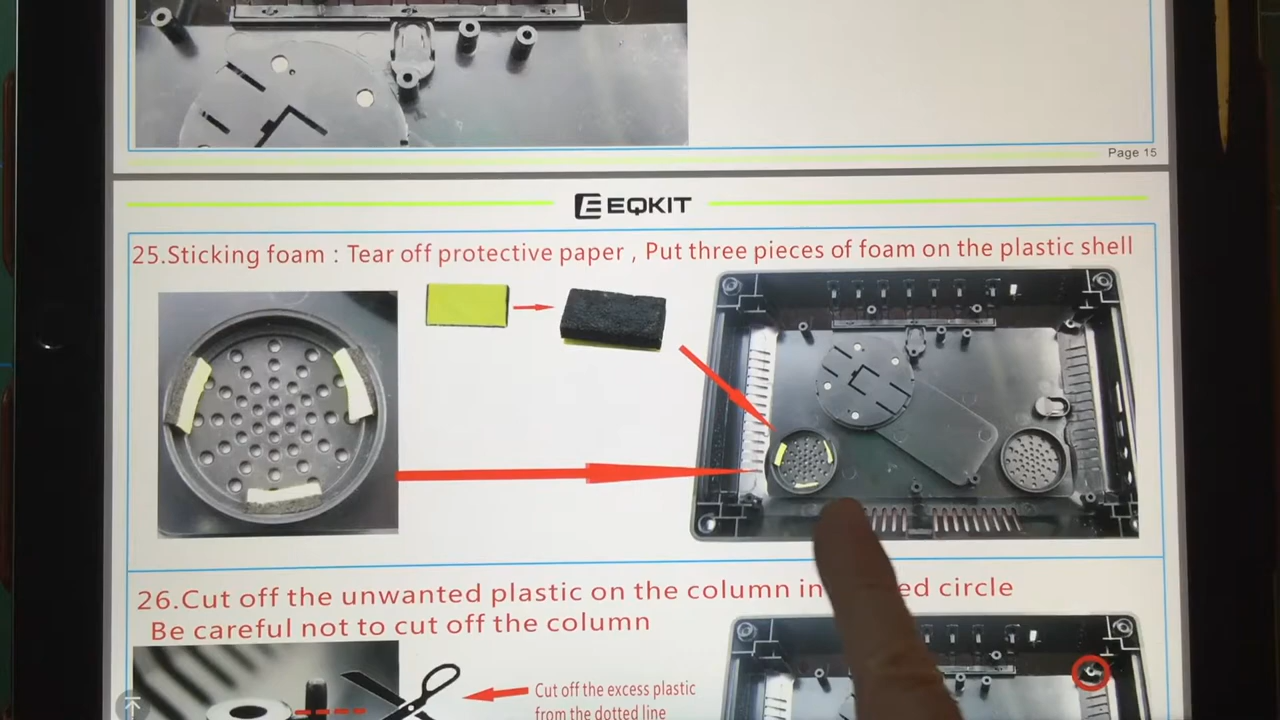 Page 15
EQKIT
25.Sticking foam : Tear off protective paper , Put three pieces of foam on the plastic shell
26.Cut off the unwanted plastic on the column in ed circle
Be careful not to cut off the column
Cut off the excess plastic
from the dotted line